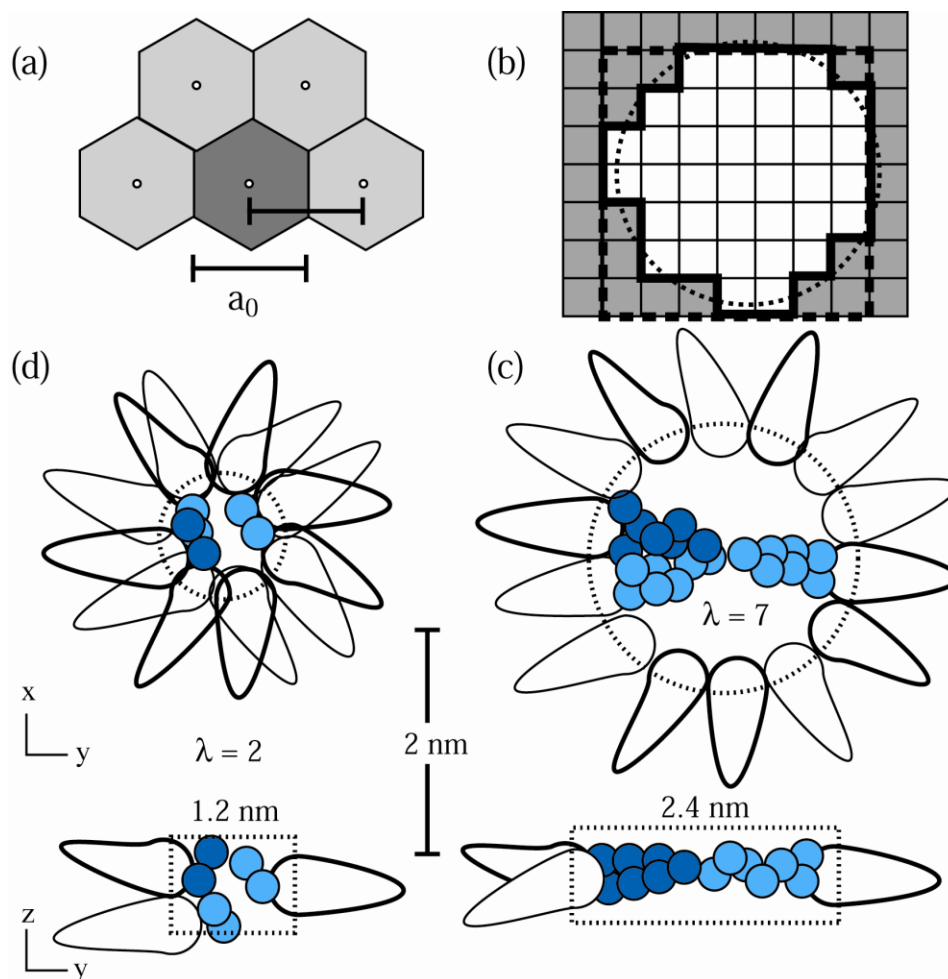 (a)
(b)
a0
(d)
(c)
λ = 7
x
y
λ = 2
2 nm
1.2 nm
2.4 nm
z
y